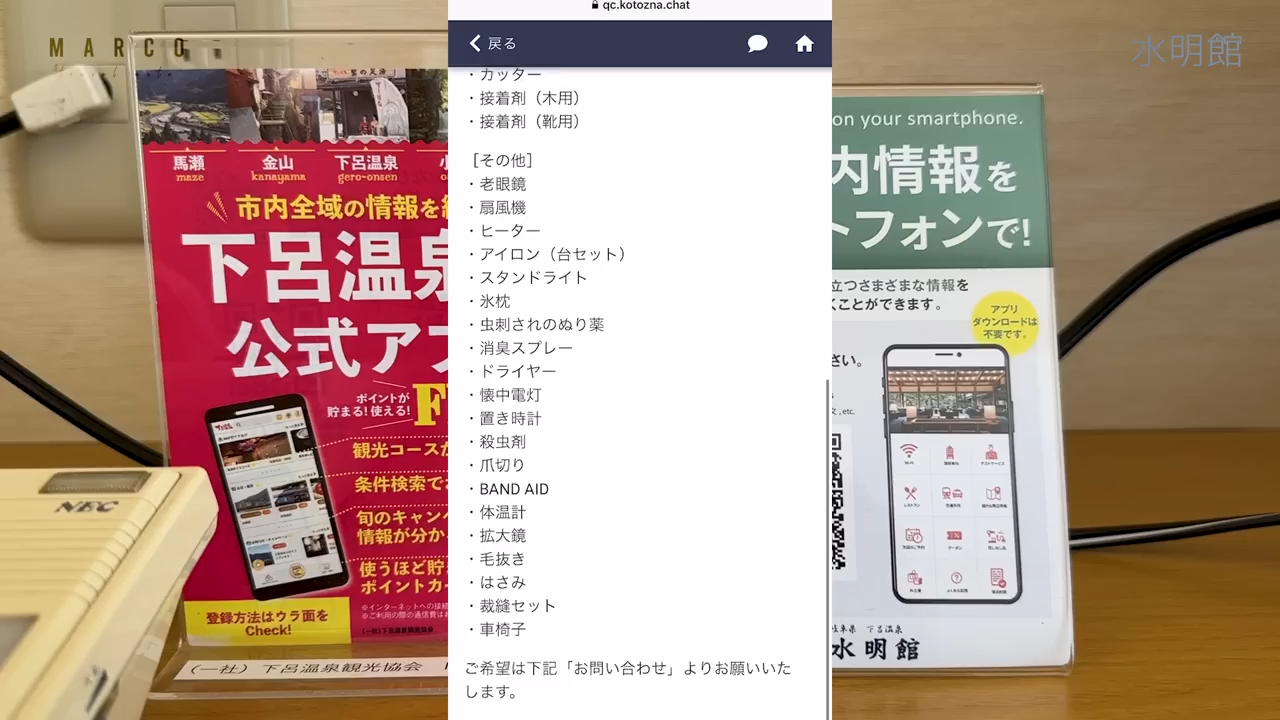 MARCO
水明館
qc.kotozna.chat
戻る
・カッター
・接着剤（木用）
・接着剤（靴用）
［その他］
・老眼鏡
・扇風機
・ヒーター
・アイロン（台セット）
・スタンドライト
・氷枕
・虫刺されのぬり薬
・消臭スプレー
・ドライヤー
・懐中電灯
・置き時計
・殺虫剤
・爪切り
・BAND AID
・体温計
・拡大鏡
・毛抜き
・はさみ
・裁縫セット
・車椅子
ご希望は下記「お問い合わせ」よりお願いいた
します。
馬瀬
maze
金山
kanayama
下呂温泉
gero-onsen
市内全域の情報を
下呂温泉
公式ア
ポイントが
貯まる!使える!
観光コース
条件検索で
旬のキャン
情報が分か
使うほど貯
ポイントカ
登録方法はウラ面を
Check!
(一社) 下呂温泉観光協会
NEC
on your smartphone.
内情報を
トフォンで!
立つさまざまな情報を
くことができます。
アプリ
ダウンロードは
不要です。
さい。
, etc.
下呂温泉
水明館